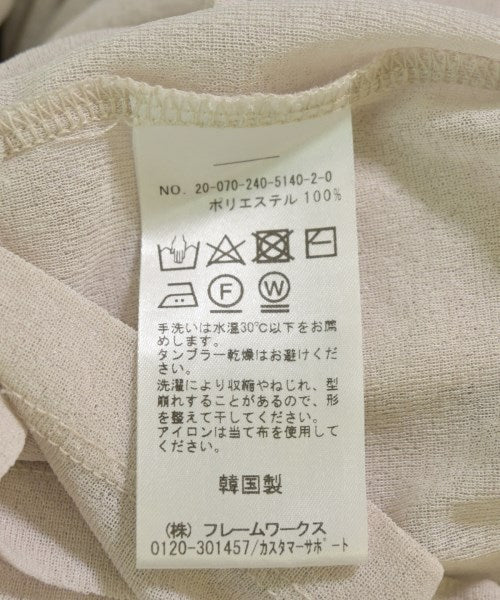 NO. 20-070-240-5140-2-0
ポリエステル 100%
F W
手洗いは水温30℃以下をお薦
めします。
タンブラー乾燥はお避けくだ
さい。
洗濯により収縮やねじれ、型
崩れすることがあるので、形
を整えて干してください。
アイロンは当て布を使用して
ください。
韓国製
(株) フレームワークス
0120-301457/カスタマーサポート